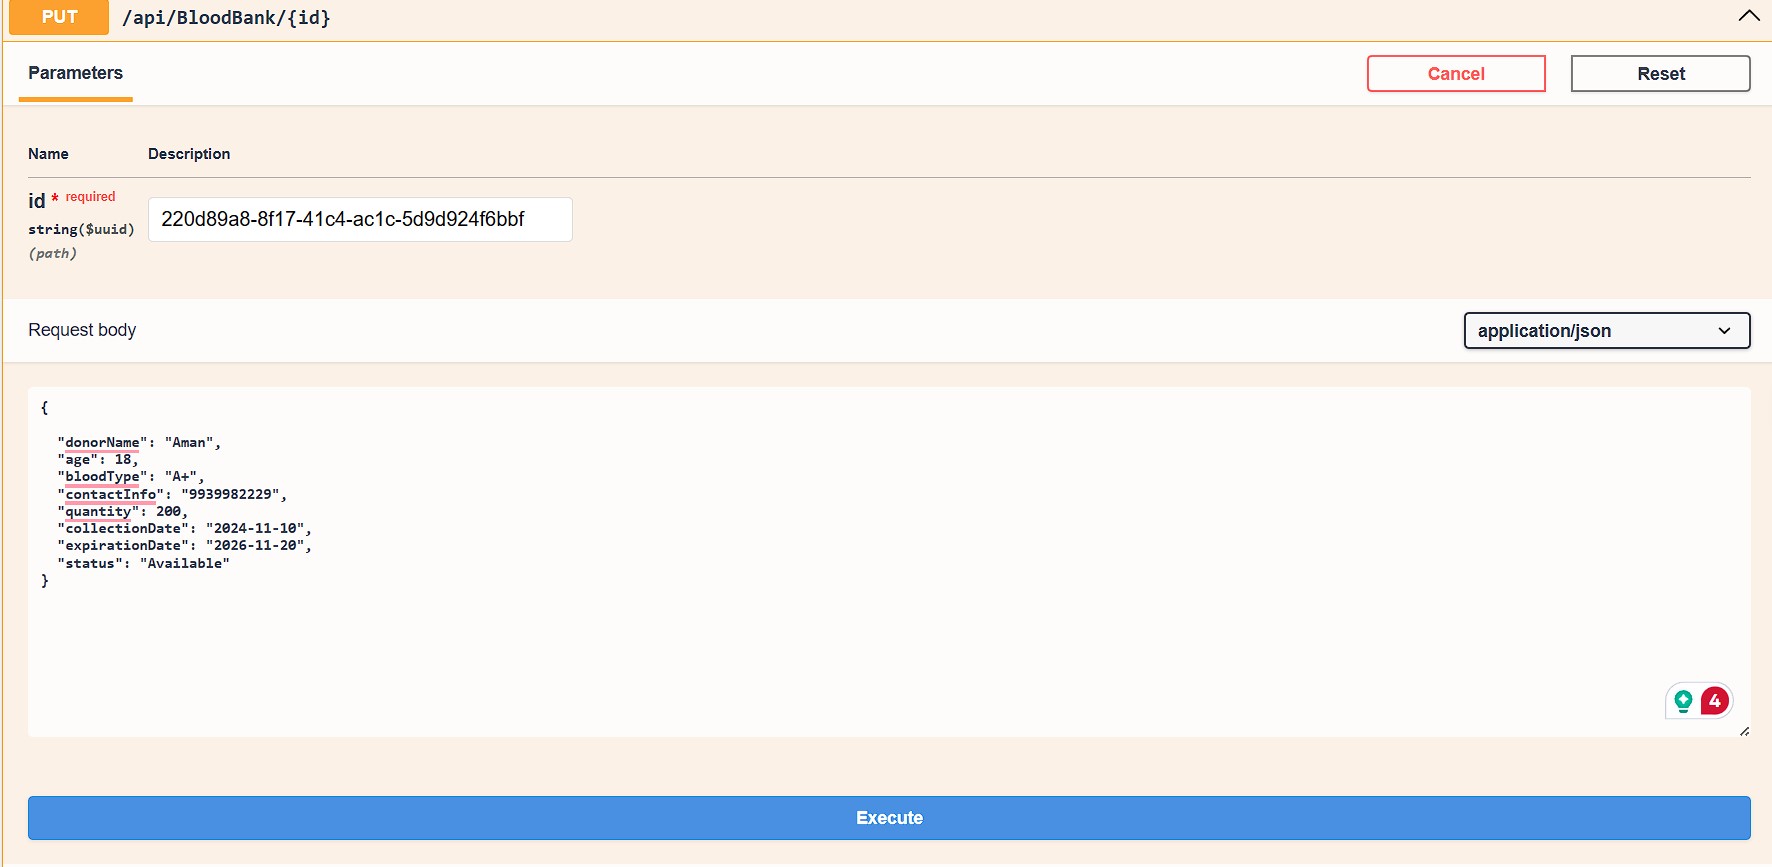 PUT /api/BloodBank/{id}
Parameters
Cancel
Reset
Name Description
id * required
string($uuid)
(path)
220d89a8-8f17-41c4-ac1c-5d9d924f6bbf
Request body
application/json
{
"donorName": "Aman",
"age": 18,
"bloodType": "A+",
"contactInfo": "9939982229",
"quantity": 200,
"collectionDate": "2024-11-10",
"expirationDate": "2026-11-20",
"status": "Available"
}
4
Execute